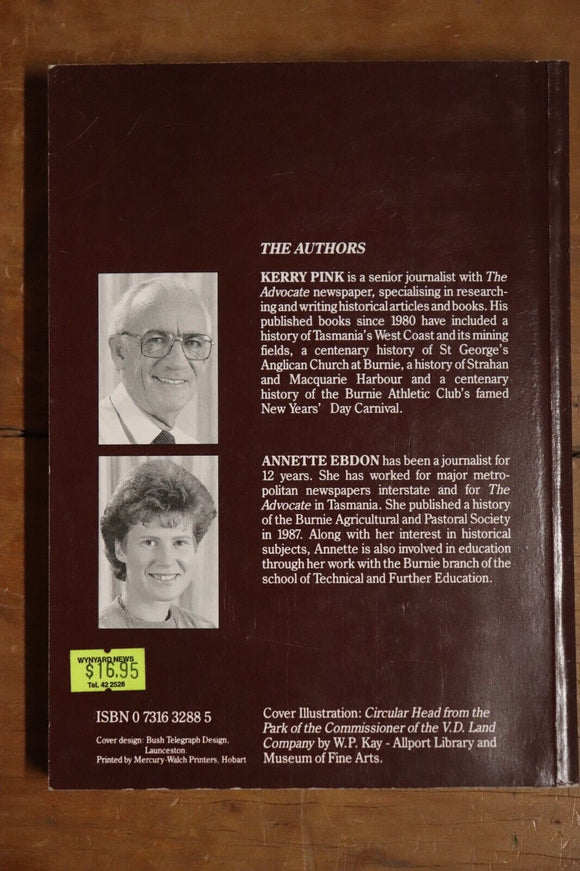 THE AUTHORS
KERRY PINK is a senior journalist with The
Advocate newspaper, specialising in research-
ing and writing historical articles and books. His
published books since 1980 have included a
history of Tasmania's West Coast and its mining
fields, a centenary history of St George's
Anglican Church at Burnie, a history of Strahan
and Macquarie Harbour and a centenary
history of the Burnie Athletic Club's famed
New Years' Day Carnival.
ANNETTE EBDON has been a journalist for
12 years. She has worked for major metro-
politan newspapers interstate and for The
Advocate in Tasmania. She published a history
of the Burnie Agricultural and Pastoral Society
in 1987. Along with her interest in historical
subjects, Annette is also involved in education
through her work with the Burnie branch of the
school of Technical and Further Education.
WYNYARD NEWS
$16.95
Tel. 42 2526
ISBN 0 7316 3288 5
Cover design: Bush Telegraph Design,
Launceston.
Printed by Mercury-Walch Printers, Hobart
Cover Illustration: Circular Head from the
Park of the Commissioner of the V.D. Land
Company by W.P. Kay - Allport Library and
Museum of Fine Arts.